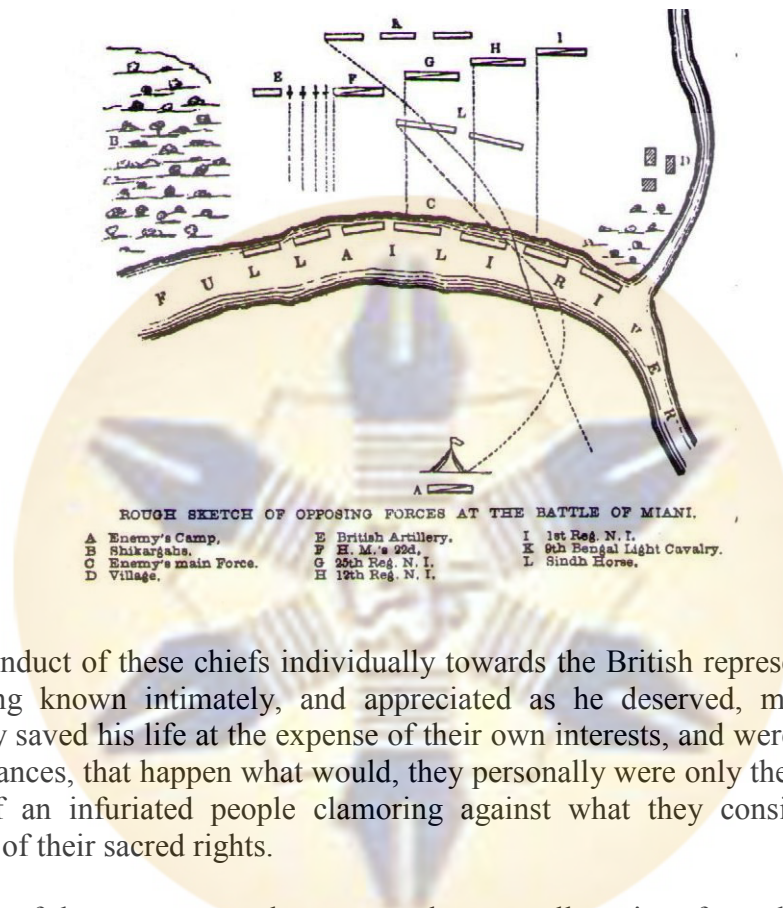 K
H
I
G
E
F
L
B
D
C
FULLAILI RIVER
A
ROUGH SKETCH OF OPPOSING FORCES AT THE BATTLE OF MIANI.
A Enemy's Camp, E British Artillery. I 1st Reg. N. I.
B Shikargahs. F H. M.'s 22d, K 9th Bengal Light Cavalry.
C Enemy's main Force. G 25th Reg. N. I. L Sindh Horse.
D Village, H 12th Reg. N. I.
nduct of these chiefs individually towards the British repres
ng known intimately, and appreciated as he deserved, m
y saved his life at the expense of their own interests, and were
ances, that happen what would, they personally were only the
f an infuriated people clamoring against what they consi
of their sacred rights.